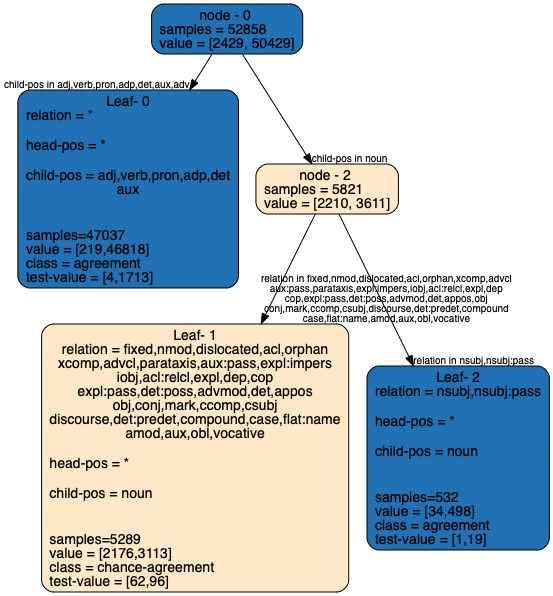 node - 0
samples = 52858
value = [2429, 50429]
child-pos in adj,verb,pron,adp,det,aux,adv
Leaf- 0
relation = *
head-pos = *
child-pos = adj,verb,pron,adp,det
aux
samples=47037
value = [219,46818]
class = agreement
test-value = [4,1713]
child-pos in noun
node - 2
samples = 5821
value = [2210, 3611]
relation in fixed,nmod,dislocated,acl,orphan,xcomp,advcl
aux:pass,parataxis,expl:impers,iobj,acl:relcl,expl,dep
cop,expl:pass,det:poss,advmod,det,appos,obj
conj,mark,ccomp,csubj,discourse,det:predet,compound
case,flat:name,amod,aux,obl,vocative
Leaf- 1
relation = fixed,nmod,dislocated,acl,orphan
xcomp,advcl,parataxis,aux:pass,expl:impers
iobj,acl:relcl,expl,dep,cop
expl:pass,det:poss,advmod,det,appos
obj,conj,mark,ccomp,csubj
discourse,det:predet,compound,case,flat:name
amod,aux,obl,vocative
head-pos = *
child-pos = noun
samples=5289
value = [2176,3113]
class = chance-agreement
test-value = [62,96]
relation in nsubj,nsubj:pass
Leaf- 2
relation = nsubj,nsubj:pass
head-pos = *
child-pos = noun
samples=532
value = [34,498]
class = agreement
test-value = [1,19]